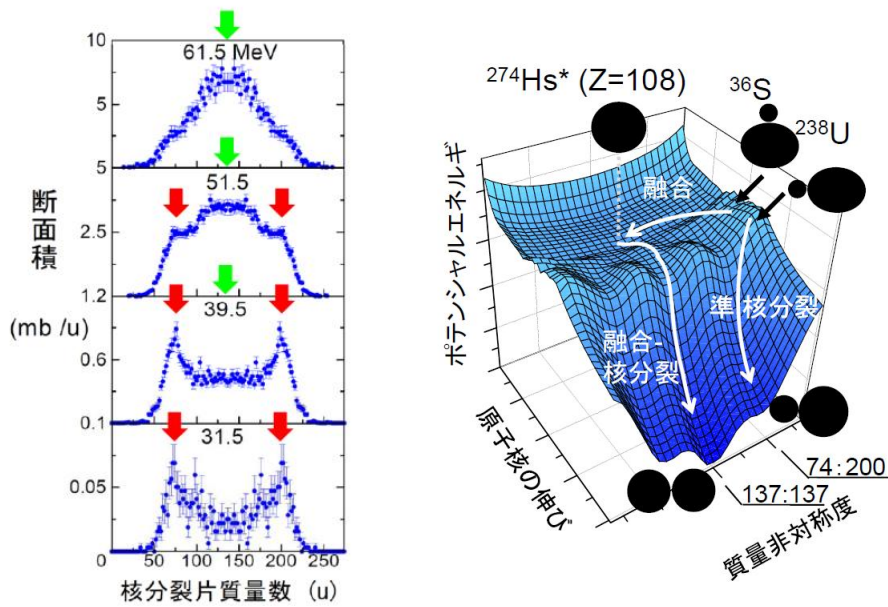 10
61.5 MeV
5
5
51.5
2.5
断面積
1.2
39.5
(mb /u)
0.6
0.1
31.5
0.05
0
50
100
150
200
250
核分裂片質量数 (u)
²⁷⁴Hs* (Z=108)
³⁶S
²³⁸U
融合
ポテンシャルエネルギ
準核分裂
融合-
核分裂
原子核の伸び
74:200
137:137
質量非対称度